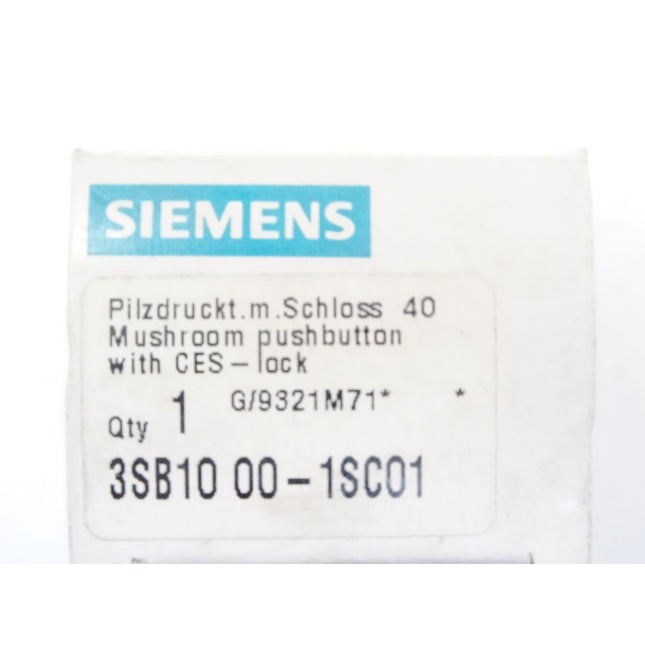 SIEMENS
Pilzdruckt.m.Schloss 40
Mushroom pushbutton
with CES-lock
Qty 1 G/9321M71* *
3SB10 00-1SC01